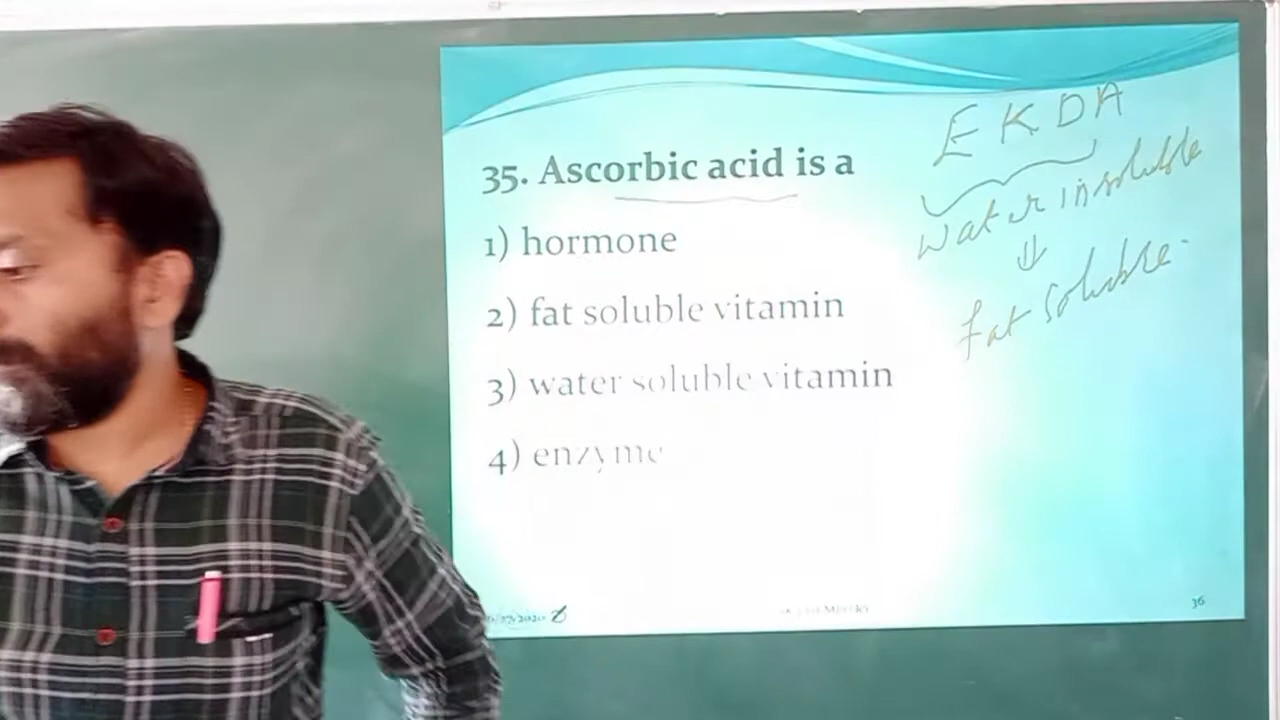 35. Ascorbic acid is a
1) hormone
2) fat soluble vitamin
3) water soluble vitamin
4) enzyme
E K D A
water insoluble
⇓
fat soluble.
36